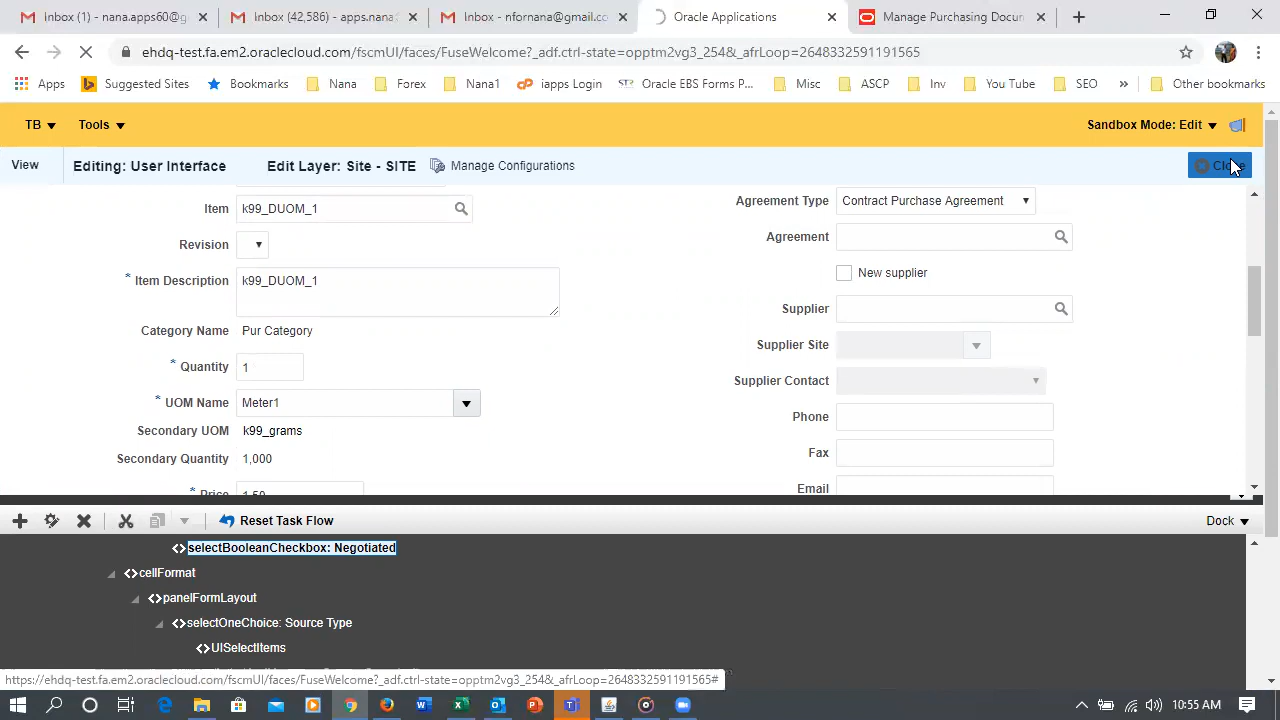 Inbox (1) - nana.apps01@g
Inbox (42,586) - apps.nana
Inbox - nfornana@gmail.co
Oracle Applications
Manage Purchasing Docum
ehdq-test.fa.em2.oraclecloud.com/fscmUI/faces/FuseWelcome?_adf.ctrl-state=opptm2vg3_254&_afrLoop=2648332591191565
Apps Suggested Sites Bookmarks Nana Forex Nana1 iapps Login Oracle EBS Forms P... Misc ASCP Inv You Tube SEO » Other bookmarks
TB Tools Sandbox Mode: Edit
View Editing: User Interface Edit Layer: Site - SITE Manage Configurations
Item k99_DUOM_1
Agreement Type Contract Purchase Agreement
Revision
Agreement
* Item Description k99_DUOM_1
New supplier
Category Name Pur Category
Supplier
* Quantity 1
Supplier Site
* UOM Name Meter1
Supplier Contact
Secondary UOM k99_grams
Phone
Secondary Quantity 1,000
Fax
* Price 1.50
Email
Reset Task Flow Dock
<>selectBooleanCheckbox: Negotiated
<>cellFormat
<>panelFormLayout
<>selectOneChoice: Source Type
<>UISelectItems
https://ehdq-test.fa.em2.oraclecloud.com/fscmUI/faces/FuseWelcome?_adf.ctrl-state=opptm2vg3_254&_afrLoop=2648332591191565#
10:55 AM